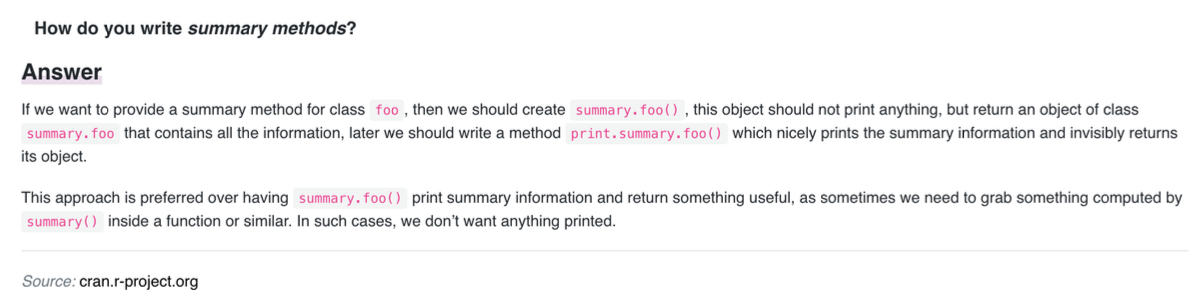 How do you write summary methods?
Answer
If we want to provide a summary method for class foo , then we should create summary.foo() , this object should not print anything, but return an object of class
summary.foo that contains all the information, later we should write a method print.summary.foo() which nicely prints the summary information and invisibly returns
its object.
This approach is preferred over having summary.foo() print summary information and return something useful, as sometimes we need to grab something computed by
summary() inside a function or similar. In such cases, we don’t want anything printed.
Source: cran.r-project.org